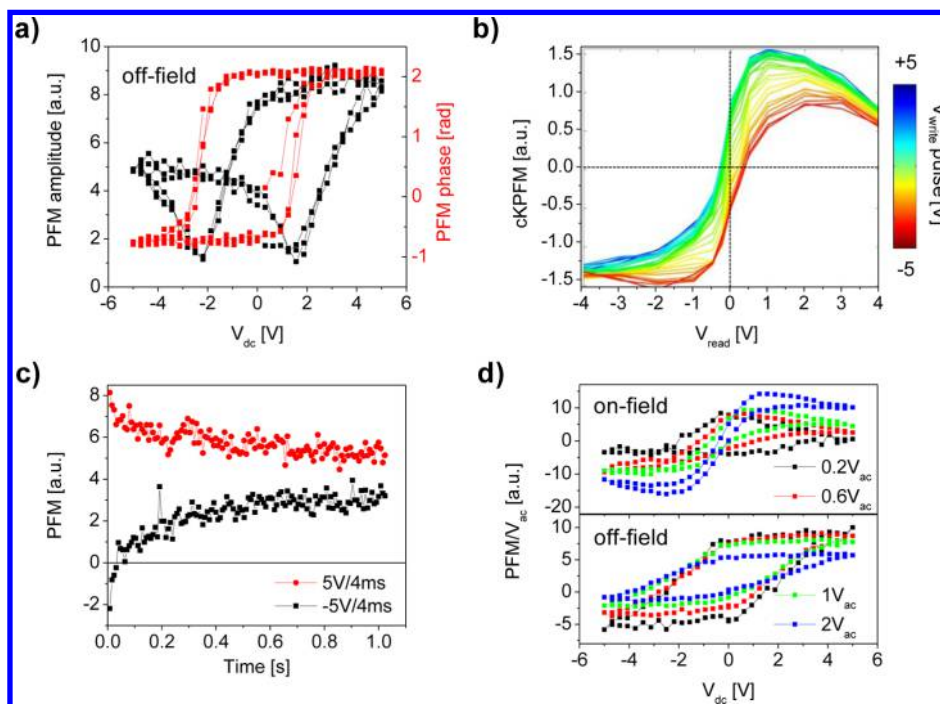 a)
off-field
PFM amplitude [a.u.]
10
8
6
4
2
0
-6 -4 -2 0 2 4 6
V_dc [V]
2
1
0
-1
PFM phase [rad]
b)
cKPFM [a.u.]
1.5
1.0
0.5
0.0
-0.5
-1.0
-1.5
-4 -3 -2 -1 0 1 2 3 4
V_read [V]
+5
V_write pulse [V]
-5
c)
PFM [a.u.]
8
6
4
2
0
-2
5V/4ms
-5V/4ms
0.0 0.2 0.4 0.6 0.8 1.0
Time [s]
d)
PFM/V_ac [a.u.]
on-field
10
0
-10
-20
0.2V_ac
0.6V_ac
off-field
10
5
0
-5
1V_ac
2V_ac
-6 -4 -2 0 2 4 6
V_dc [V]